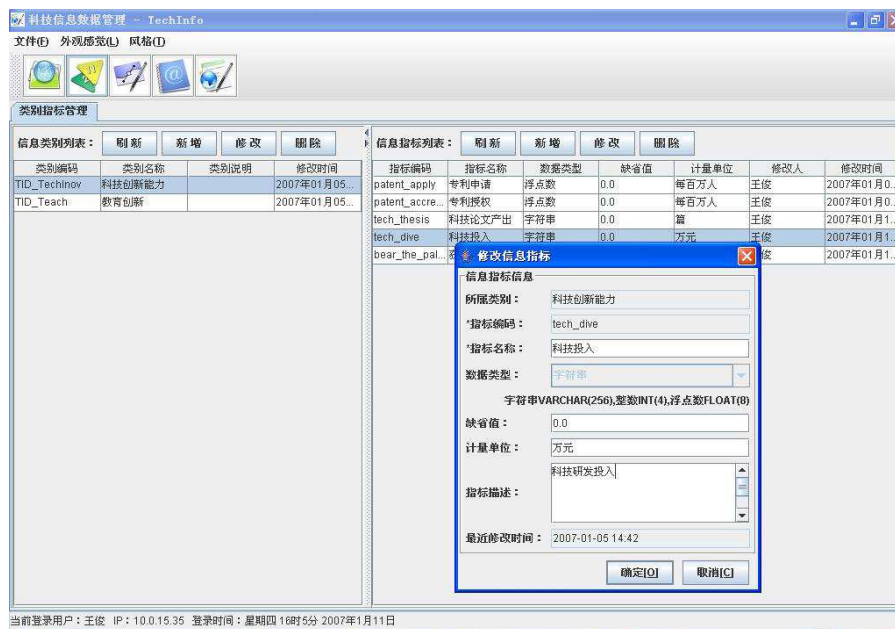 科技信息数据管理 - TechInfo
文件(F) 外观感觉(L) 风格(T)
类别指标管理
信息类别列表： 刷新 新增 修改 删除
信息指标列表： 刷新 新增 修改 删除
类别编码 类别名称 类别说明 修改时间
TID_TechInov 科技创新能力 2007年01月05...
TID_Teach 教育创新 2007年01月05...
指标编码 指标名称 数据类型 缺省值 计量单位 修改人 修改时间
patent_apply 专利申请 浮点数 0.0 每百万人 王俊 2007年01月0...
patent_accre... 专利授权 浮点数 0.0 每百万人 王俊 2007年01月0...
tech_thesis 科技论文产出 字符串 0.0 篇 王俊 2007年01月1...
tech_dive 科技投入 字符串 0.0 万元 王俊 2007年01月1...
bear_the_pal... 2007年01月1...
修改信息指标
信息指标信息
所属类别： 科技创新能力
*指标编码： tech_dive
*指标名称： 科技投入
数据类型： 字符串
字符串VARCHAR(256),整数INT(4),浮点数FLOAT(8)
缺省值： 0.0
计量单位： 万元
指标描述： 科技研发投入
最近修改时间： 2007-01-05 14:42
确定[O] 取消[C]
当前登录用户：王俊 IP：10.0.15.35 登录时间：星期四 16时5分 2007年1月11日